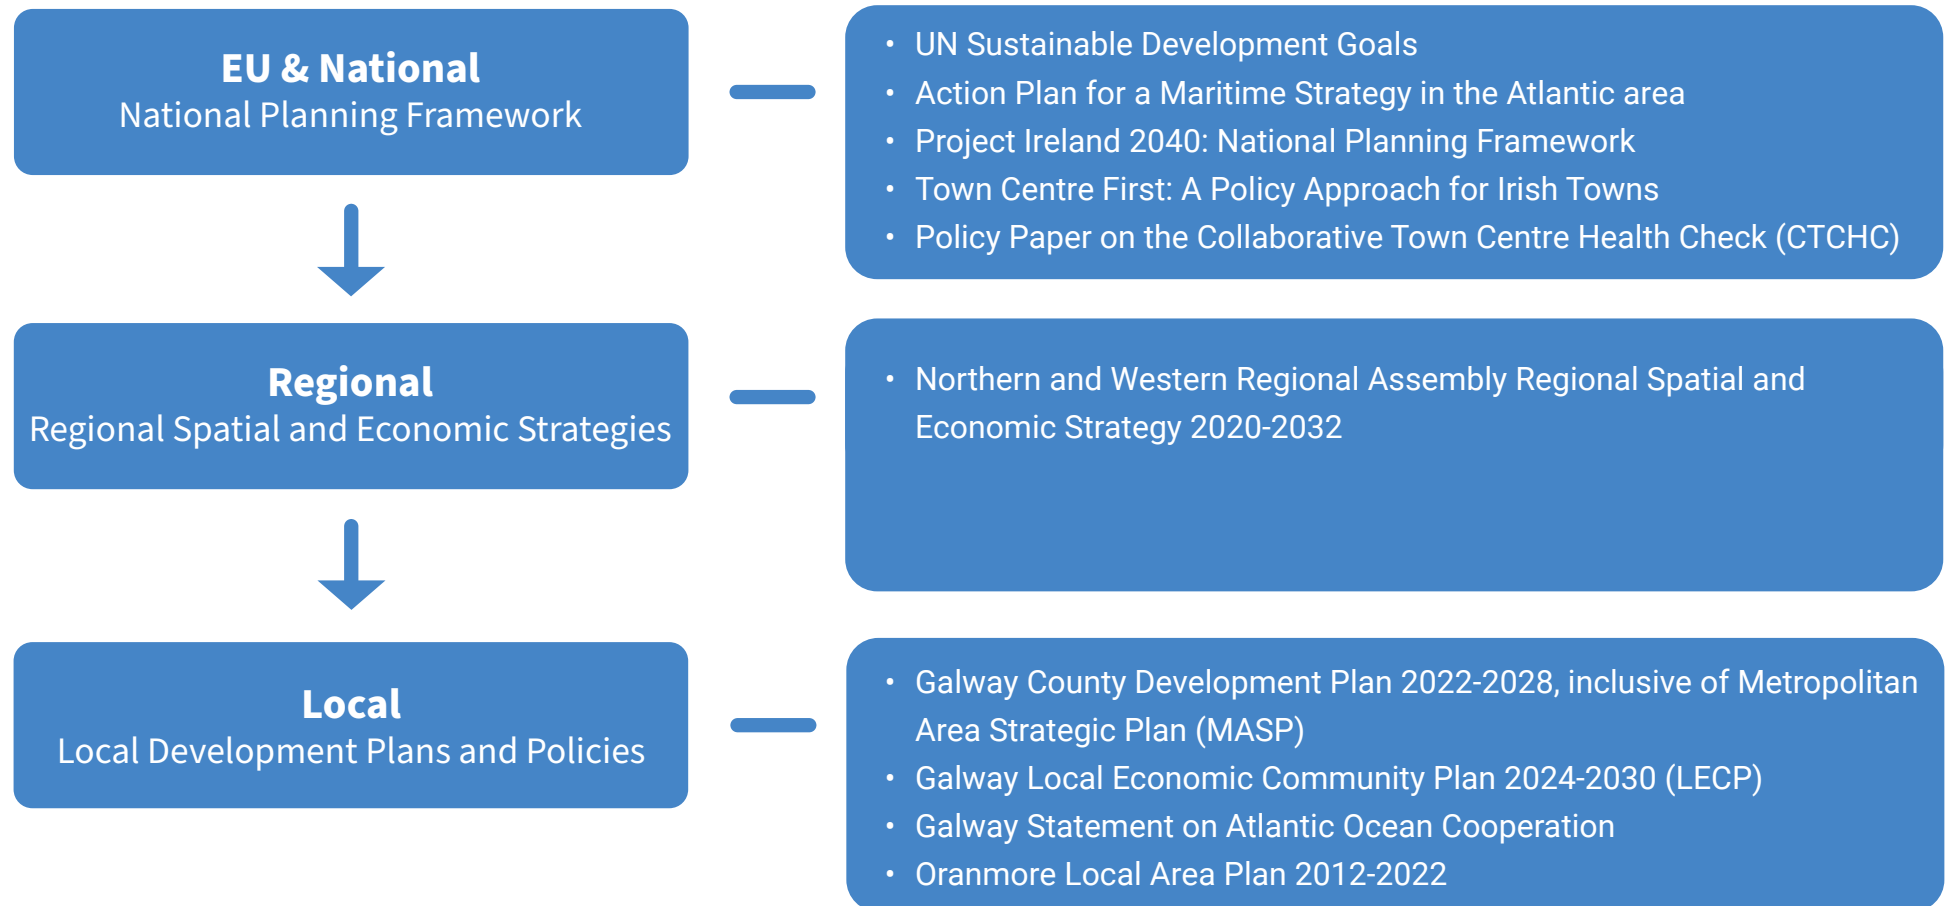 EU & National
National Planning Framework
• UN Sustainable Development Goals
• Action Plan for a Maritime Strategy in the Atlantic area
• Project Ireland 2040: National Planning Framework
• Town Centre First: A Policy Approach for Irish Towns
• Policy Paper on the Collaborative Town Centre Health Check (CTCHC)
Regional
Regional Spatial and Economic Strategies
• Northern and Western Regional Assembly Regional Spatial and
Economic Strategy 2020-2032
Local
Local Development Plans and Policies
• Galway County Development Plan 2022-2028, inclusive of Metropolitan
Area Strategic Plan (MASP)
• Galway Local Economic Community Plan 2024-2030 (LECP)
• Galway Statement on Atlantic Ocean Cooperation
• Oranmore Local Area Plan 2012-2022